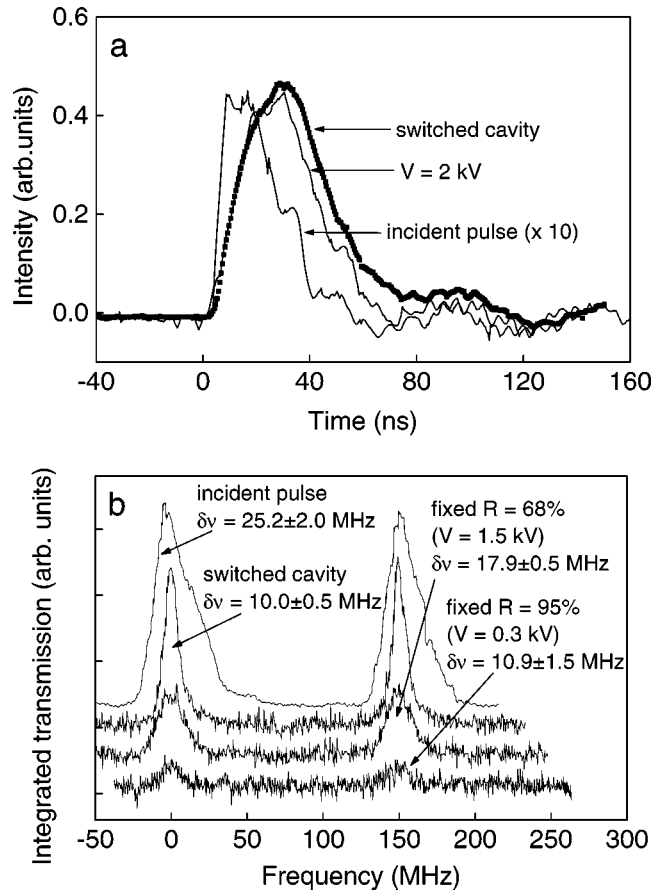 a
Intensity (arb.units)
0.6
0.4
0.2
0.0
switched cavity
V = 2 kV
incident pulse (x 10)
-40
0
40
80
120
160
Time (ns)
b
Integrated transmission (arb. units)
incident pulse
δν = 25.2±2.0 MHz
switched cavity
δν = 10.0±0.5 MHz
fixed R = 68%
(V = 1.5 kV)
δν = 17.9±0.5 MHz
fixed R = 95%
(V = 0.3 kV)
δν = 10.9±1.5 MHz
-50
0
50
100
150
200
250
300
Frequency (MHz)